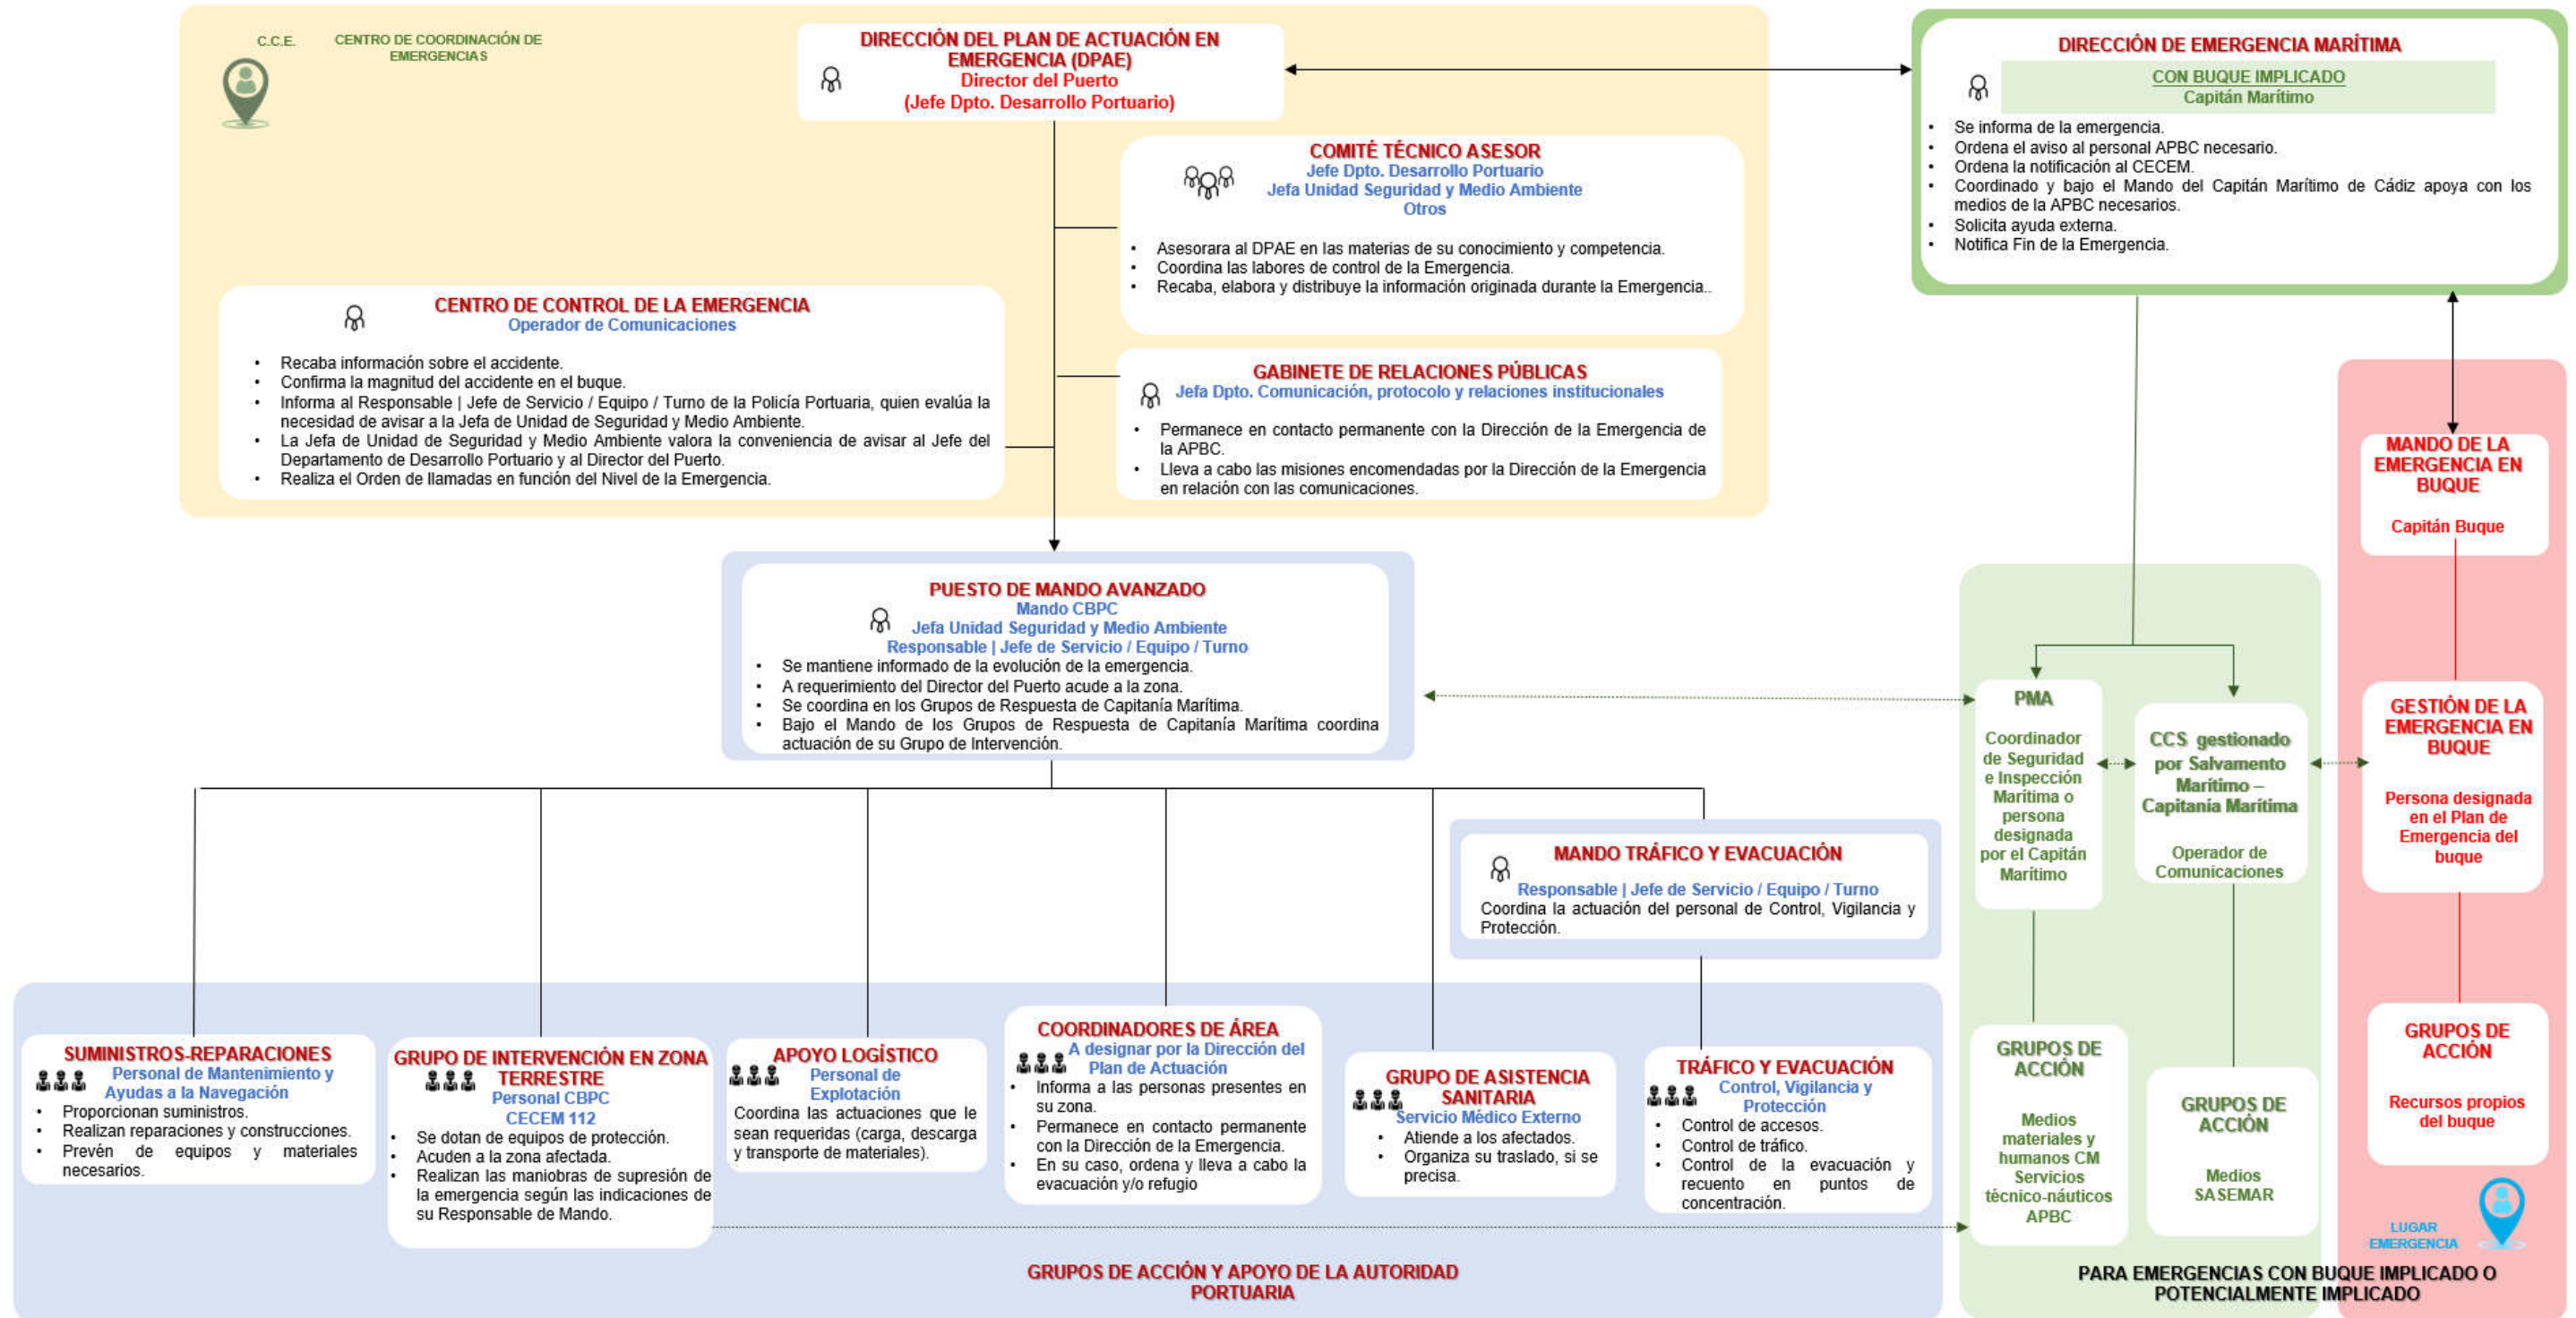 C.C.E.
CENTRO DE COORDINACIÓN DE
EMERGENCIAS
DIRECCIÓN DEL PLAN DE ACTUACIÓN EN
EMERGENCIA (DPAE)
Director del Puerto
(Jefe Dpto. Desarrollo Portuario)
DIRECCIÓN DE EMERGENCIA MARÍTIMA
CON BUQUE IMPLICADO
Capitán Marítimo
• Se informa de la emergencia.
• Ordena el aviso al personal APBC necesario.
• Ordena la notificación al CECEM.
• Coordinado y bajo el Mando del Capitán Marítimo de Cádiz apoya con los
medios de la APBC necesarios.
• Solicita ayuda externa.
• Notifica Fin de la Emergencia.
COMITÉ TÉCNICO ASESOR
Jefe Dpto. Desarrollo Portuario
Jefa Unidad Seguridad y Medio Ambiente
Otros
• Asesorara al DPAE en las materias de su conocimiento y competencia.
• Coordina las labores de control de la Emergencia.
• Recaba, elabora y distribuye la información originada durante la Emergencia..
CENTRO DE CONTROL DE LA EMERGENCIA
Operador de Comunicaciones
• Recaba información sobre el accidente.
• Confirma la magnitud del accidente en el buque.
• Informa al Responsable | Jefe de Servicio / Equipo / Turno de la Policía Portuaria, quien evalúa la
necesidad de avisar a la Jefa de Unidad de Seguridad y Medio Ambiente.
• La Jefa de Unidad de Seguridad y Medio Ambiente valora la conveniencia de avisar al Jefe del
Departamento de Desarrollo Portuario y al Director del Puerto.
• Realiza el Orden de llamadas en función del Nivel de la Emergencia.
GABINETE DE RELACIONES PÚBLICAS
Jefa Dpto. Comunicación, protocolo y relaciones institucionales
• Permanece en contacto permanente con la Dirección de la Emergencia de
la APBC.
• Lleva a cabo las misiones encomendadas por la Dirección de la Emergencia
en relación con las comunicaciones.
MANDO DE LA
EMERGENCIA EN
BUQUE
Capitán Buque
PUESTO DE MANDO AVANZADO
Mando CBPC
Jefa Unidad Seguridad y Medio Ambiente
Responsable | Jefe de Servicio / Equipo / Turno
• Se mantiene informado de la evolución de la emergencia.
• A requerimiento del Director del Puerto acude a la zona.
• Se coordina en los Grupos de Respuesta de Capitanía Marítima.
• Bajo el Mando de los Grupos de Respuesta de Capitanía Marítima coordina
actuación de su Grupo de Intervención.
PMA
Coordinador
de Seguridad
e Inspección
Marítima o
persona
designada
por el Capitán
Marítimo
CCS gestionado
por Salvamento
Marítimo –
Capitanía Marítima
Operador de
Comunicaciones
GESTIÓN DE LA
EMERGENCIA EN
BUQUE
Persona designada
en el Plan de
Emergencia del
buque
MANDO TRÁFICO Y EVACUACIÓN
Responsable | Jefe de Servicio / Equipo / Turno
Coordina la actuación del personal de Control, Vigilancia y
Protección.
SUMINISTROS-REPARACIONES
Personal de Mantenimiento y
Ayudas a la Navegación
• Proporcionan suministros.
• Realizan reparaciones y construcciones.
• Prevén de equipos y materiales
necesarios.
GRUPO DE INTERVENCIÓN EN ZONA
TERRESTRE
Personal CBPC
CECEM 112
• Se dotan de equipos de protección.
• Acuden a la zona afectada.
• Realizan las maniobras de supresión de
la emergencia según las indicaciones de
su Responsable de Mando.
APOYO LOGÍSTICO
Personal de
Explotación
Coordina las actuaciones que le
sean requeridas (carga, descarga
y transporte de materiales).
COORDINADORES DE ÁREA
A designar por la Dirección del
Plan de Actuación
• Informa a las personas presentes en
su zona.
• Permanece en contacto permanente
con la Dirección de la Emergencia.
• En su caso, ordena y lleva a cabo la
evacuación y/o refugio
GRUPO DE ASISTENCIA
SANITARIA
Servicio Médico Externo
• Atiende a los afectados.
• Organiza su traslado, si se
precisa.
TRÁFICO Y EVACUACIÓN
Control, Vigilancia y
Protección
• Control de accesos.
• Control de tráfico.
• Control de la evacuación y
recuento en puntos de
concentración.
GRUPOS DE
ACCIÓN
Medios
materiales y
humanos CM
Servicios
técnico-náuticos
APBC
GRUPOS DE
ACCIÓN
Medios
SASEMAR
GRUPOS DE
ACCIÓN
Recursos propios
del buque
LUGAR
EMERGENCIA
GRUPOS DE ACCIÓN Y APOYO DE LA AUTORIDAD
PORTUARIA
PARA EMERGENCIAS CON BUQUE IMPLICADO O
POTENCIALMENTE IMPLICADO